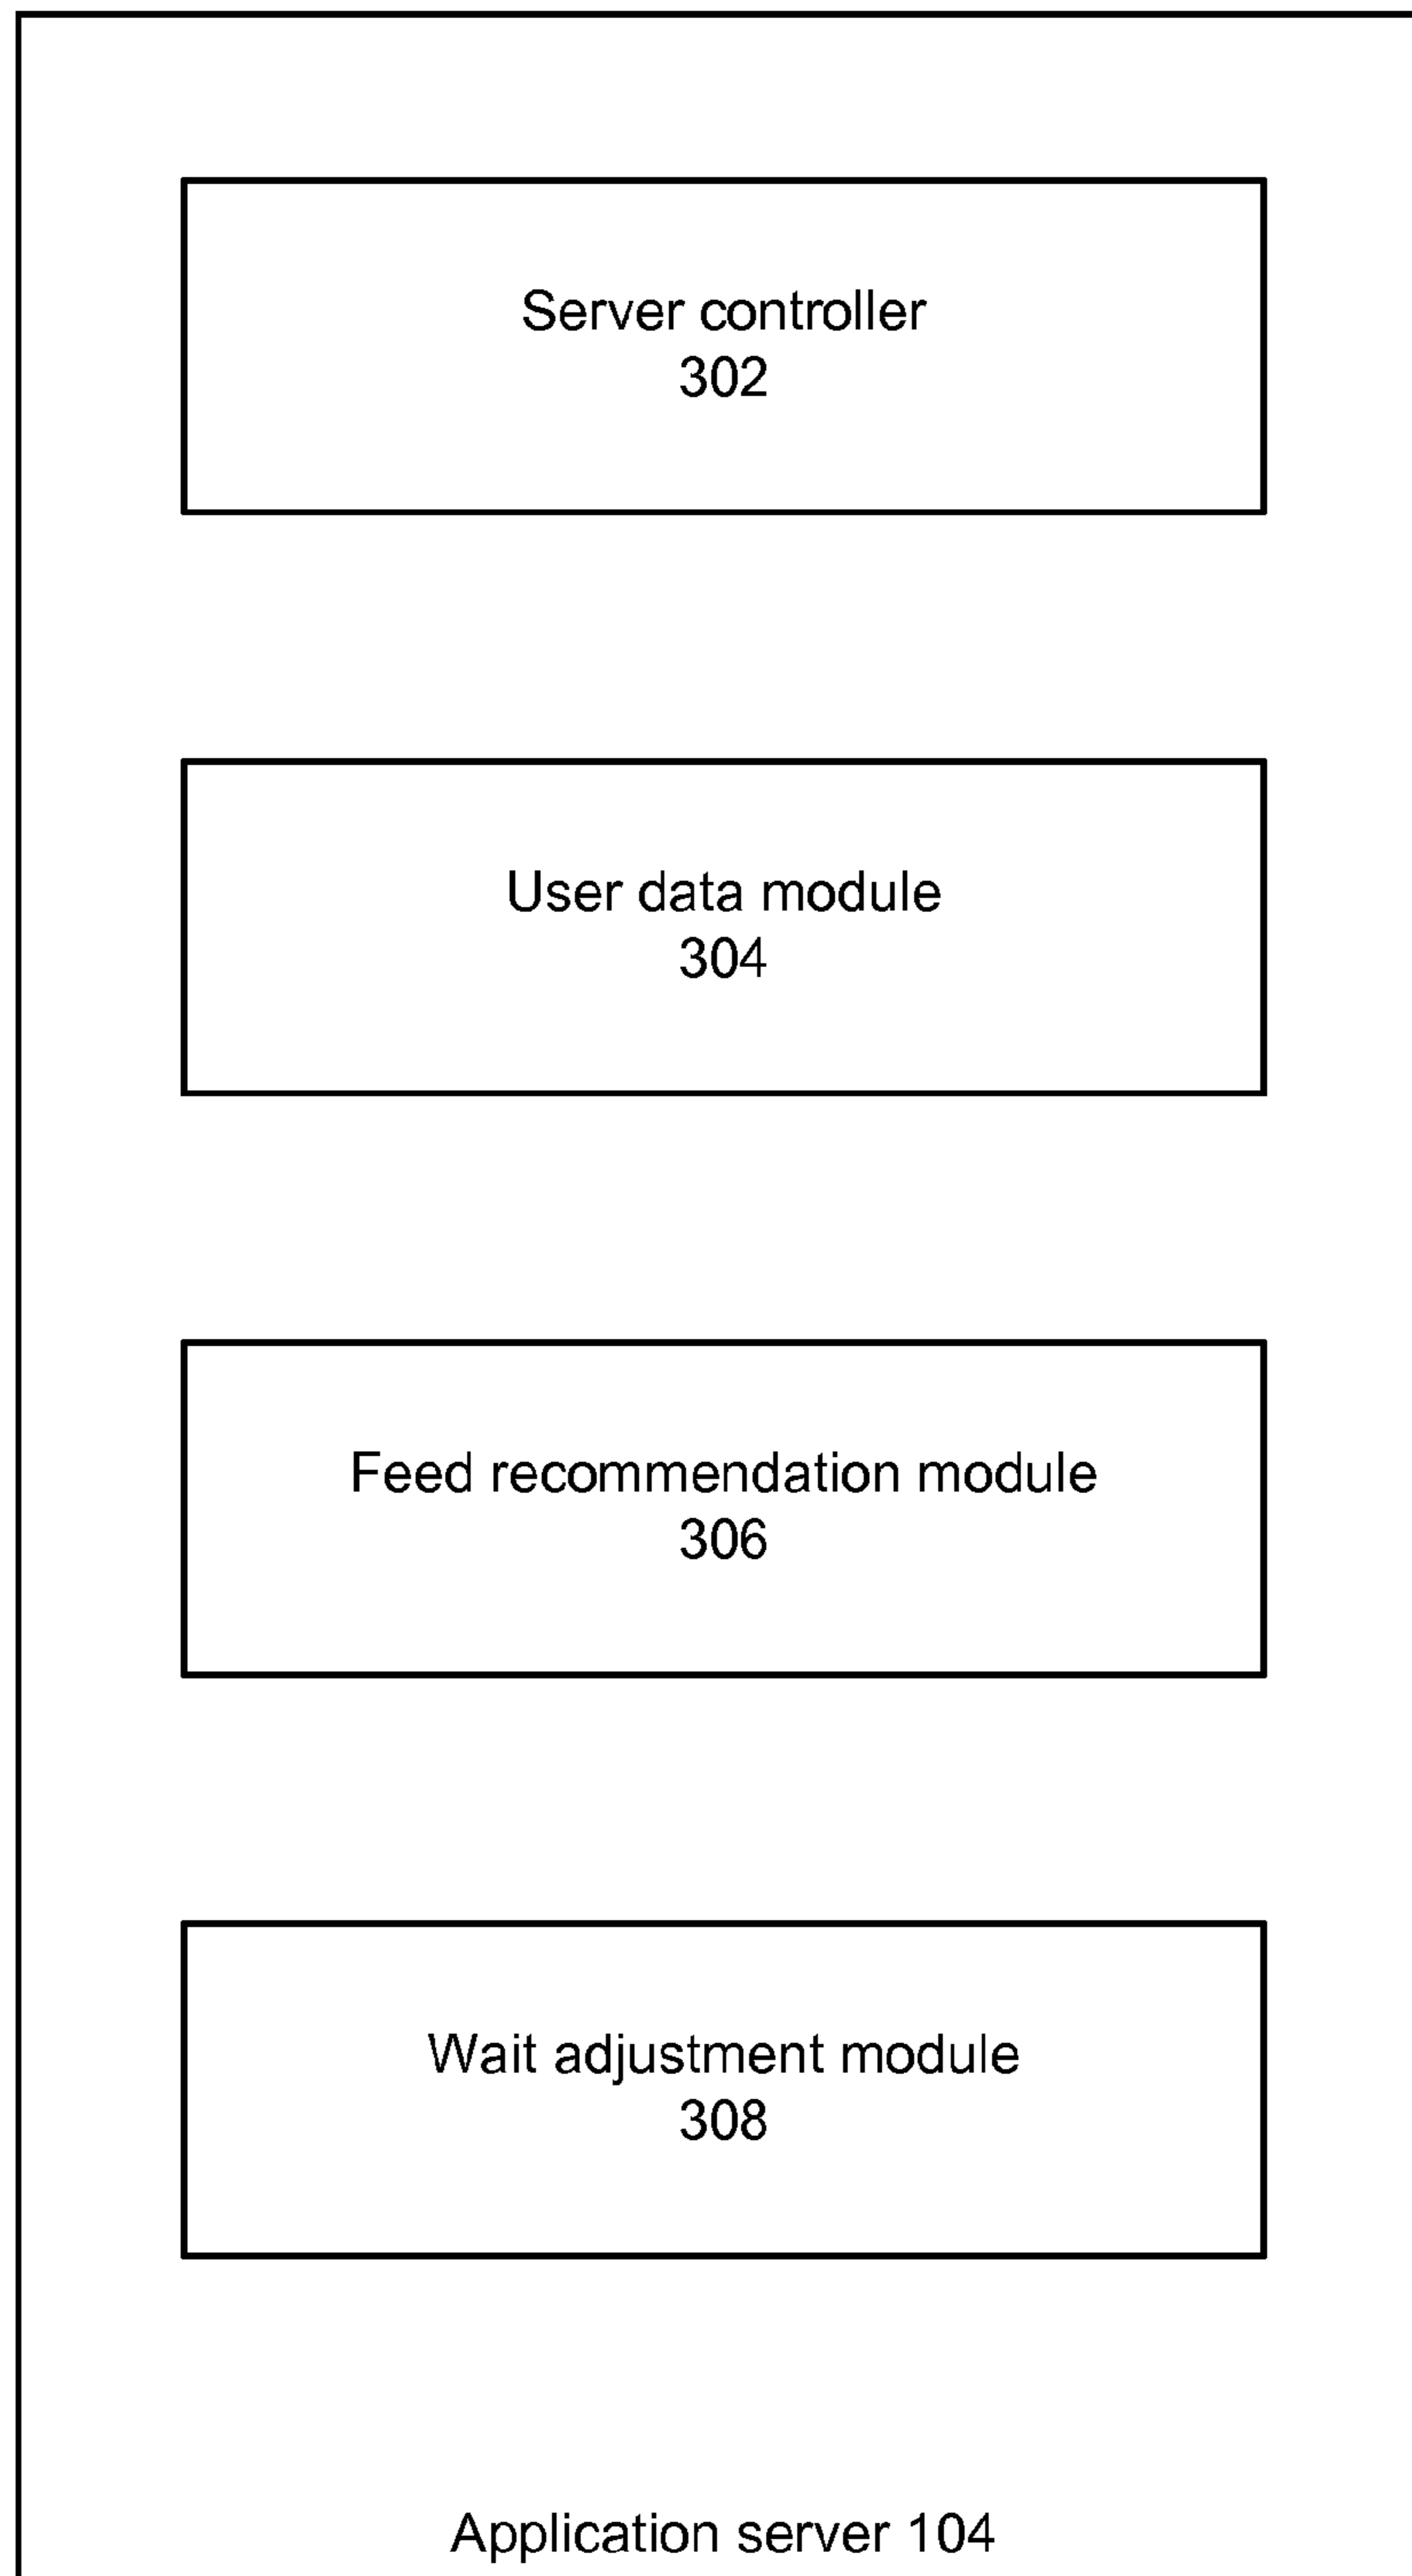 Server controller
302
User data module
304
Feed recommendation module
306
Wait adjustment module
308
Application server 104